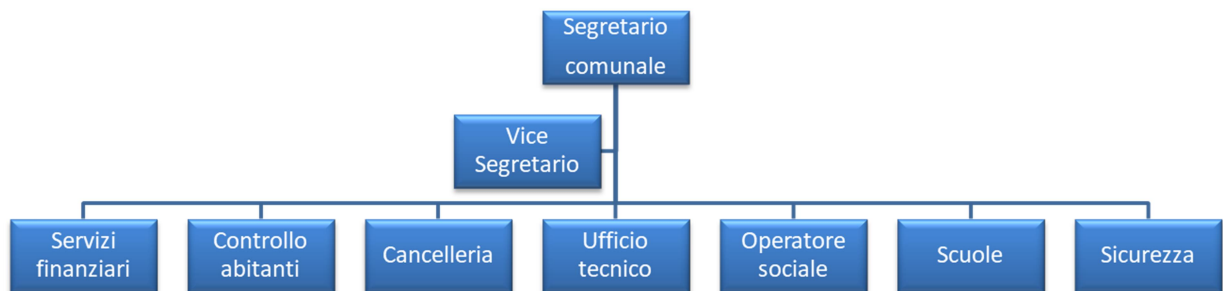 Segretario
comunale
Vice
Segretario
Servizi
finanziari
Controllo
abitanti
Cancelleria
Ufficio
tecnico
Operatore
sociale
Scuole
Sicurezza